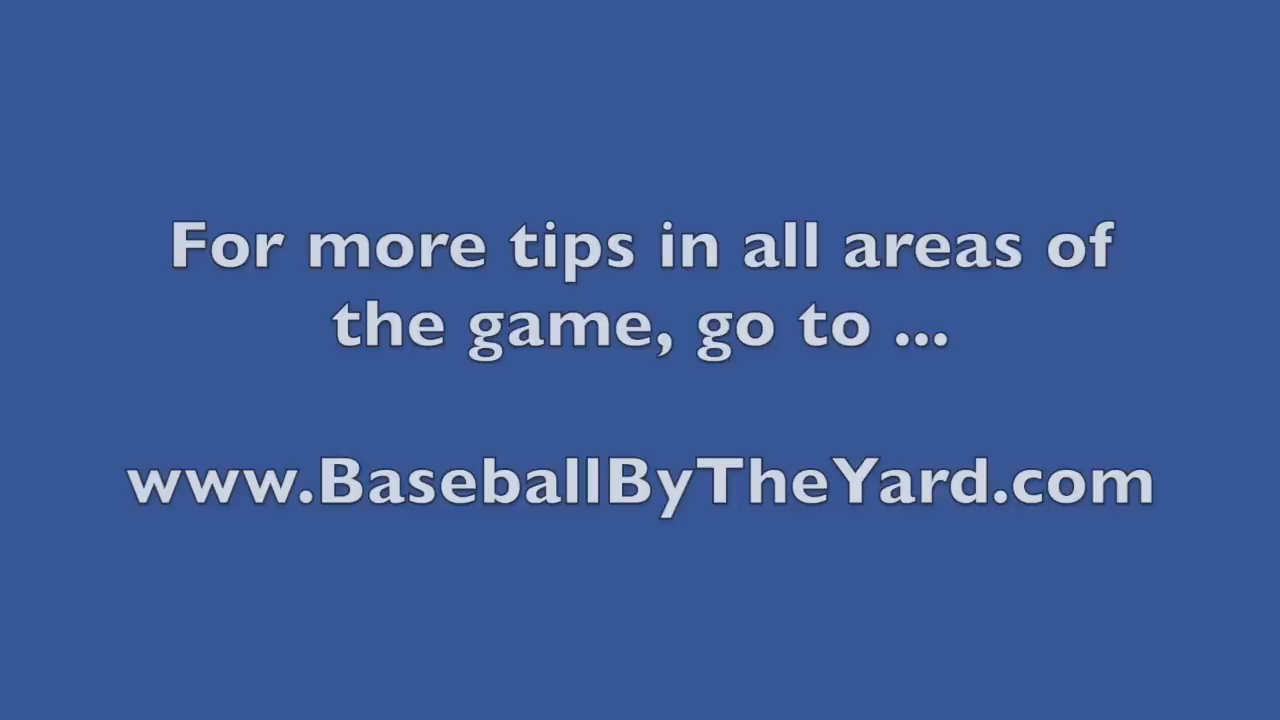 For more tips in all areas of
the game, go to ...
www.BaseballByTheYard.com